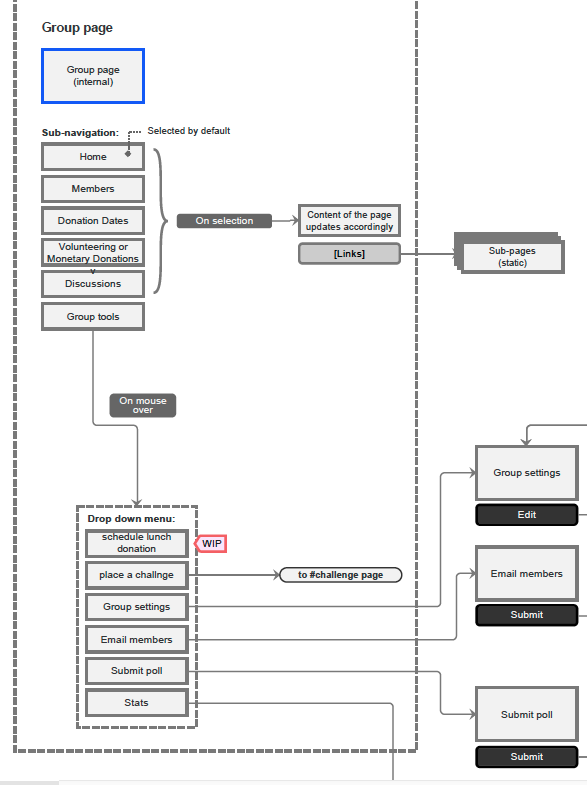 Group page
Group page
(internal)
Sub-navigation:
Selected by default
Home
Members
Donation Dates
Volunteering or
Monetary Donations
v
Discussions
Group tools
On selection
Content of the page
updates accordingly
[Links]
Sub-pages
(static)
On mouse
over
Drop down menu:
schedule lunch
donation
WIP
place a challnge
to #challenge page
Group settings
Email members
Submit poll
Stats
Group settings
Edit
Email members
Submit
Submit poll
Submit